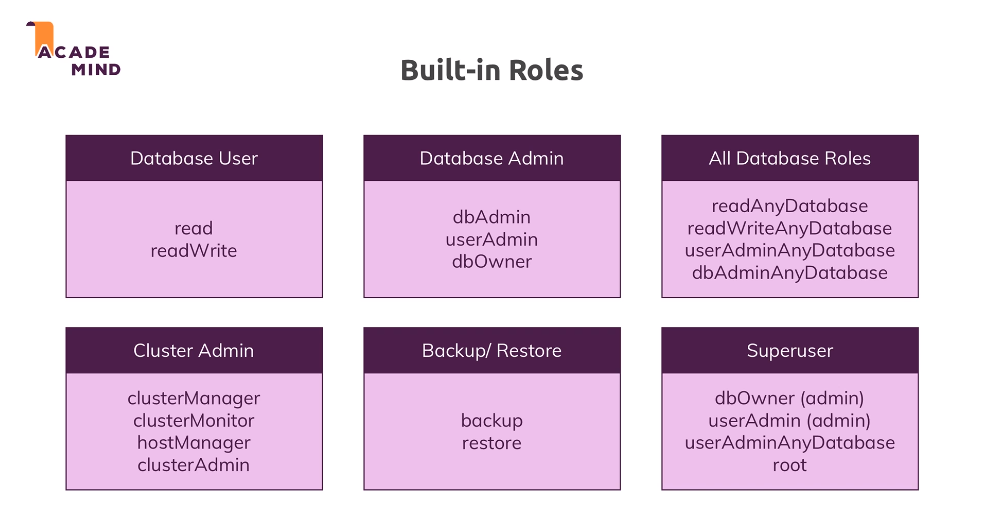 ACADE
MIND
Built-in Roles
Database User
read
readWrite
Database Admin
dbAdmin
userAdmin
dbOwner
All Database Roles
readAnyDatabase
readWriteAnyDatabase
userAdminAnyDatabase
dbAdminAnyDatabase
Cluster Admin
clusterManager
clusterMonitor
hostManager
clusterAdmin
Backup/ Restore
backup
restore
Superuser
dbOwner (admin)
userAdmin (admin)
userAdminAnyDatabase
root